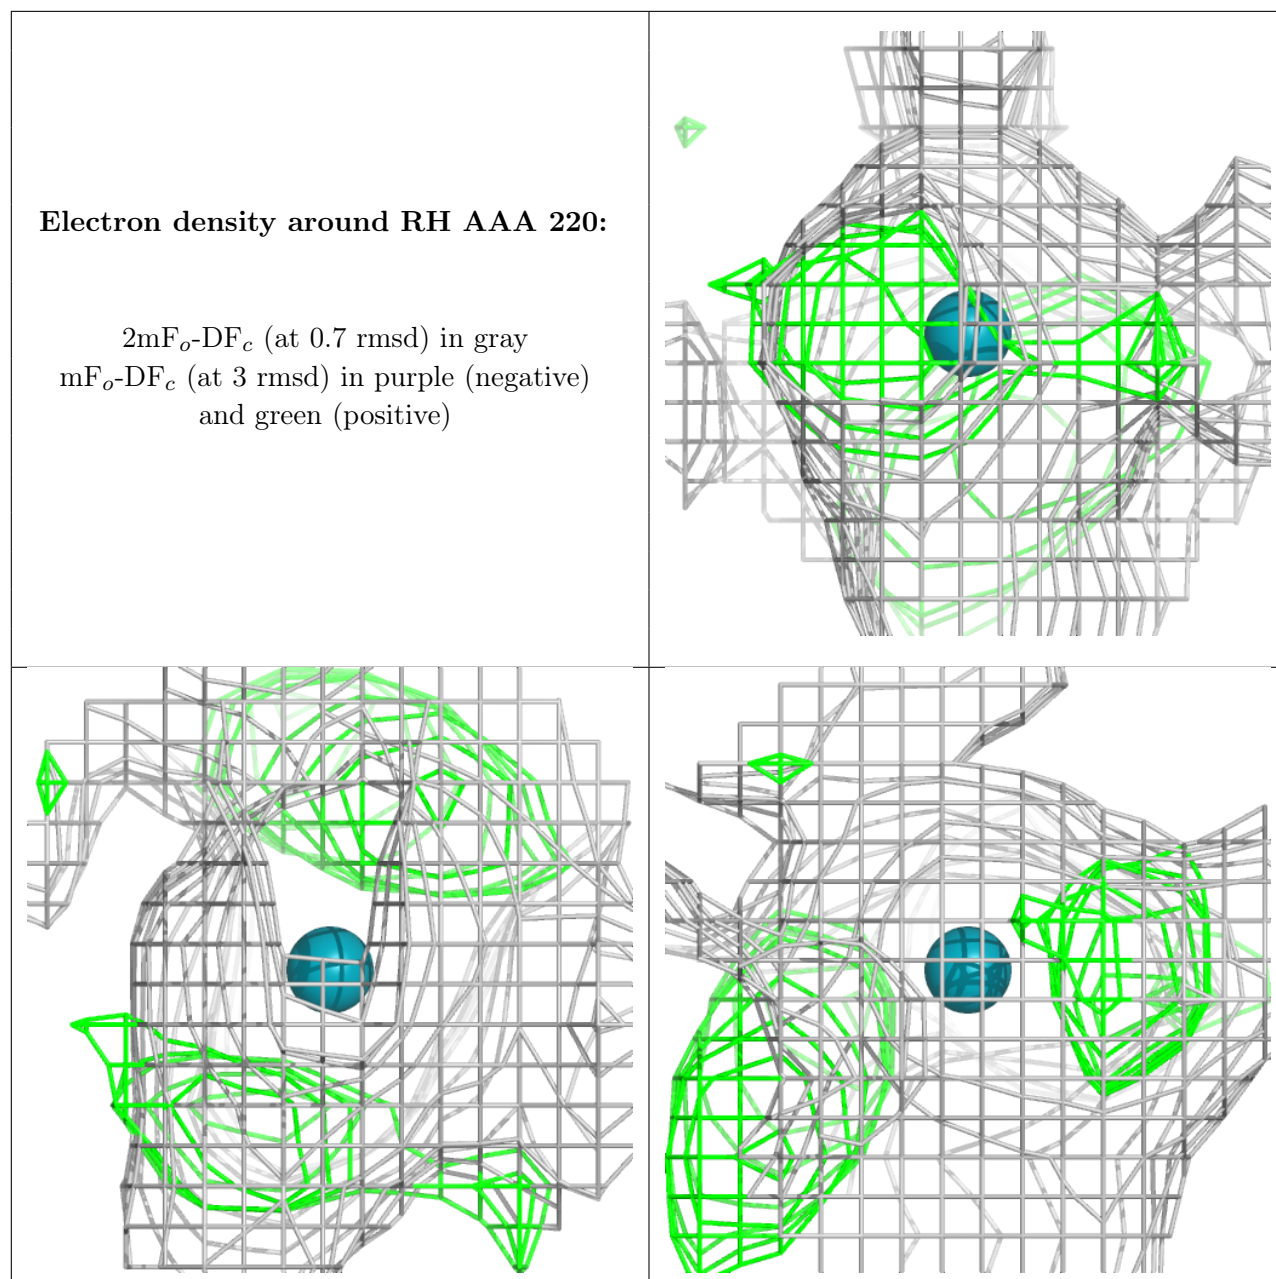 Electron density around RH AAA 220:
2mFo-DFc (at 0.7 rmsd) in gray
mFo-DFc (at 3 rmsd) in purple (negative)
and green (positive)